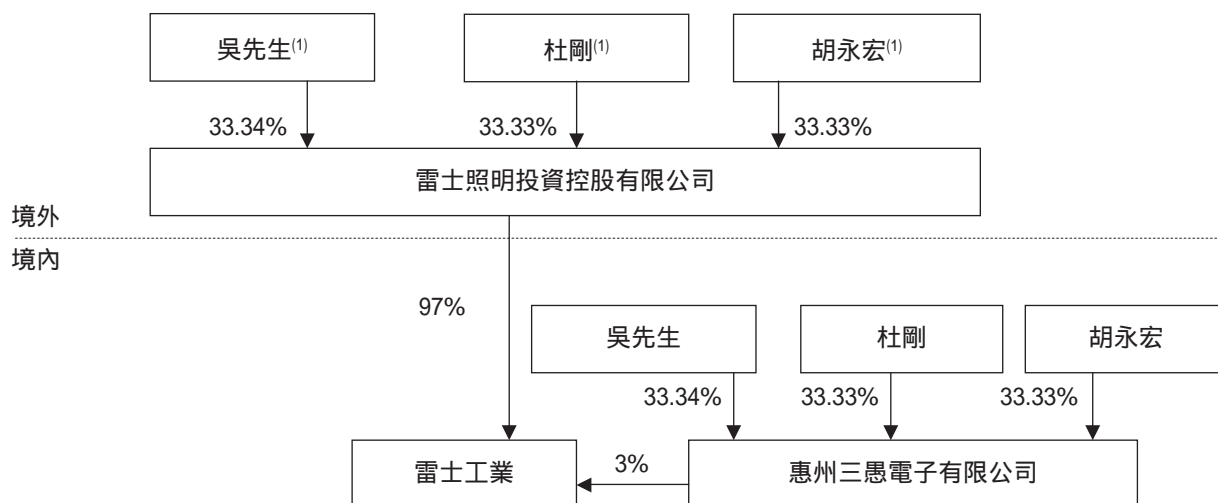 吳先生(1)
杜剛(1)
胡永宏(1)
33.34%
33.33%
33.33%
雷士照明投資控股有限公司
境外
境內
97%
吳先生
杜剛
胡永宏
33.34%
33.33%
33.33%
雷士工業
3%
惠州三愚電子有限公司